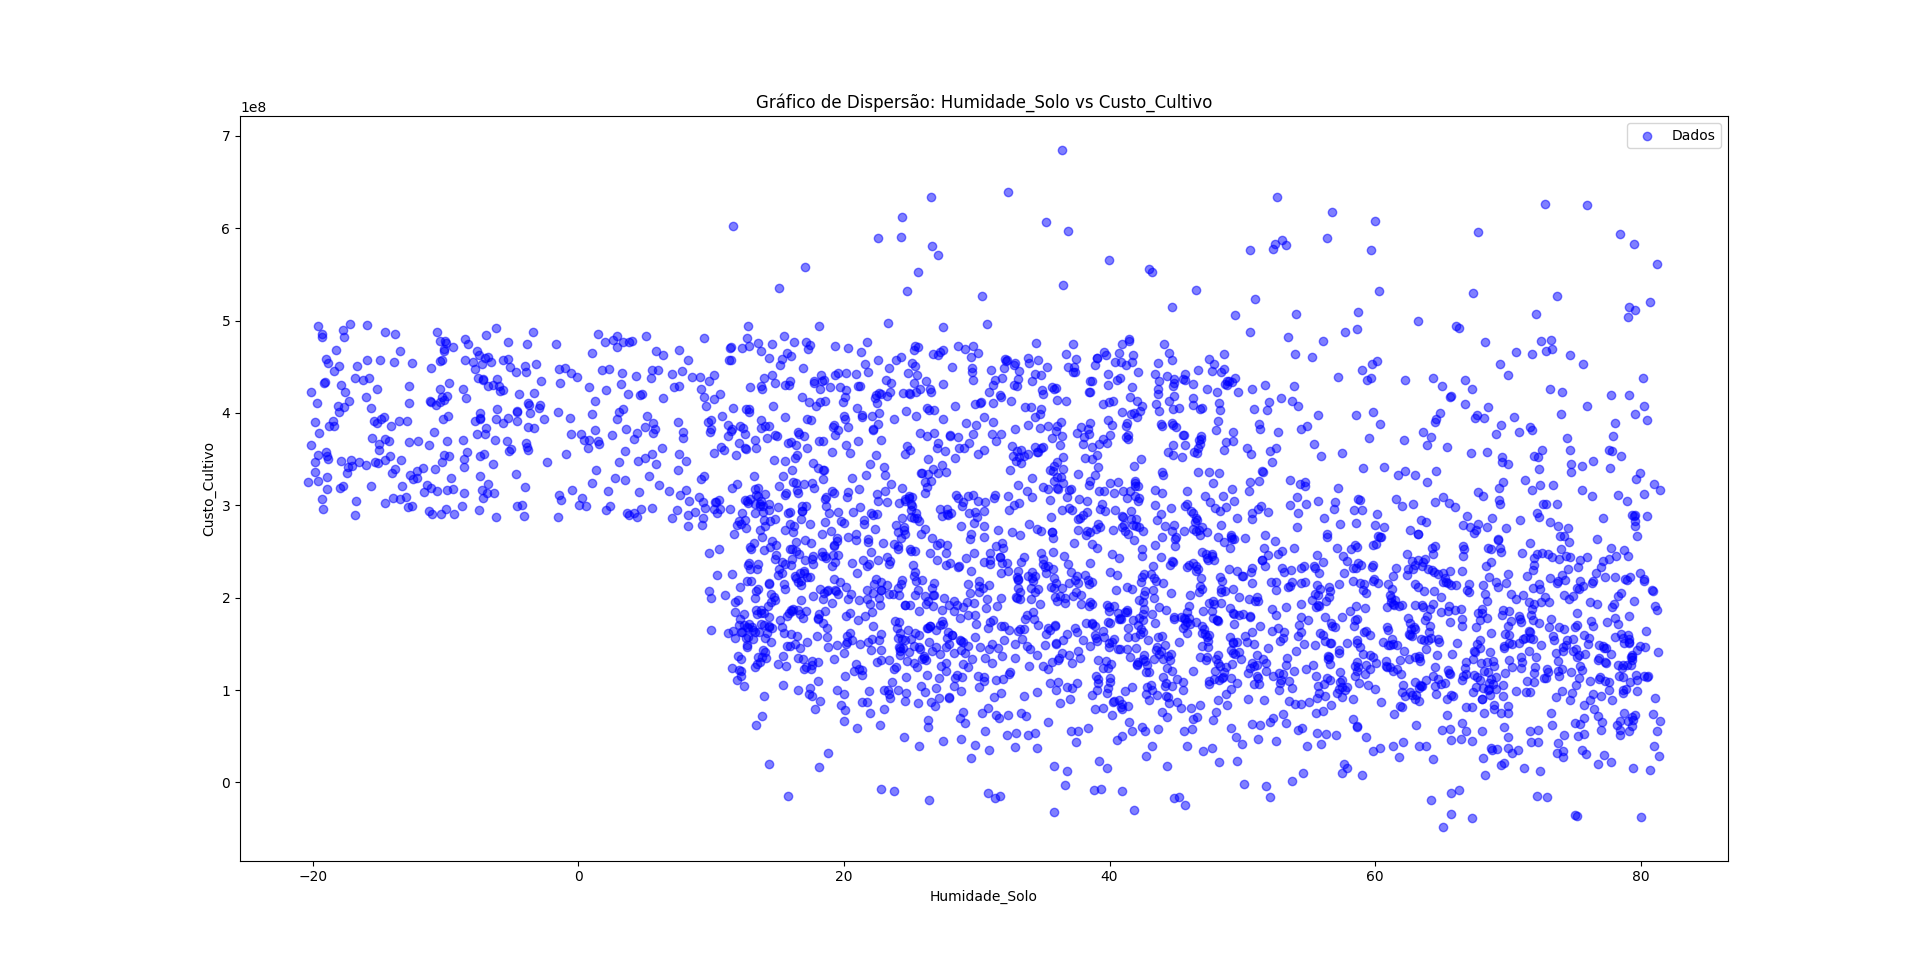 Gráfico de Dispersão: Humidade_Solo vs Custo_Cultivo
1e8
Dados
7
6
5
4
3
2
1
0
Custo_Cultivo
−20 0 20 40 60 80
Humidade_Solo